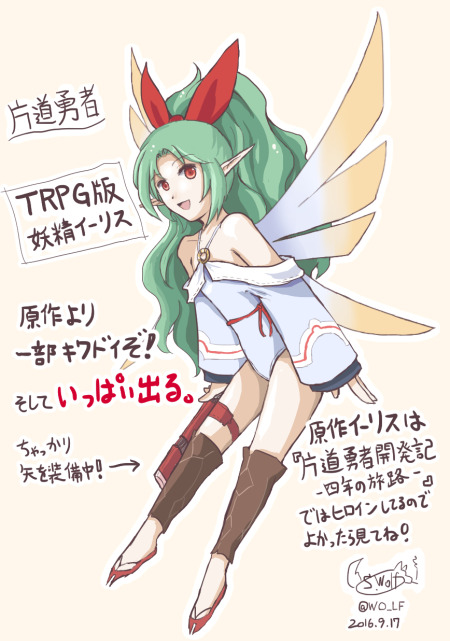 片道勇者
TRPG版
妖精イーリス
原作より
一部キワドイぞ!
そしていっぱい出る。
ちゃっかり
矢を装備中!→
原作イーリスは
『片道勇者開発記
-四年の旅路-』
ではヒロインしてるので
よかったら見てね!
S.Wolf
@WO_LF
2016.9.17